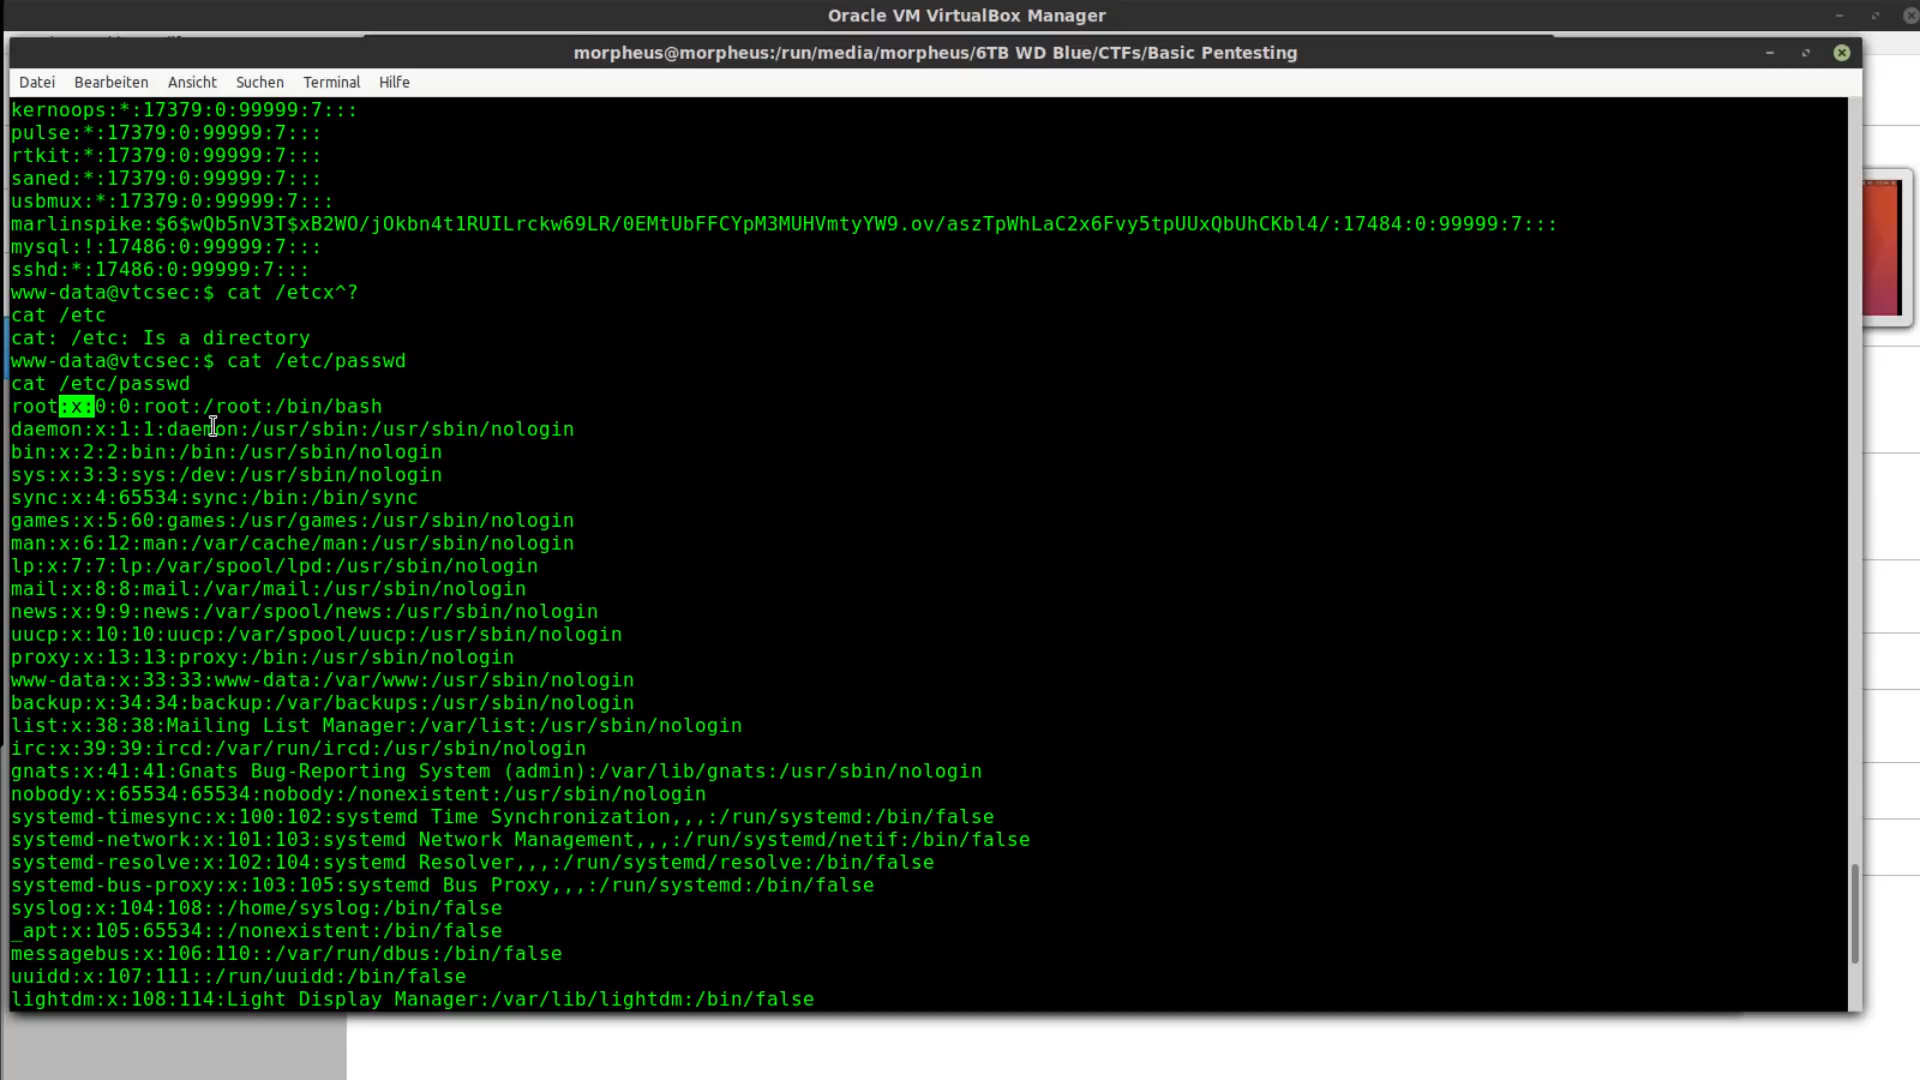 Oracle VM VirtualBox Manager
morpheus@morpheus:/run/media/morpheus/6TB WD Blue/CTFs/Basic Pentesting
Datei Bearbeiten Ansicht Suchen Terminal Hilfe
kernoops:*:17379:0:99999:7:::
pulse:*:17379:0:99999:7:::
rtkit:*:17379:0:99999:7:::
saned:*:17379:0:99999:7:::
usbmux:*:17379:0:99999:7:::
marlinspike:$6$wQb5nV3T$xB2WO/jOkbn4t1RUILrckw69LR/0EMtUbFFCYpM3MUHVmtyYW9.ov/aszTpWhLaC2x6Fvy5tpUUxQbUhCKbl4/:17484:0:99999:7:::
mysql:!:17486:0:99999:7:::
sshd:*:17486:0:99999:7:::
www-data@vtcsec:$ cat /etcx^?
cat /etc
cat: /etc: Is a directory
www-data@vtcsec:$ cat /etc/passwd
cat /etc/passwd
root:x:0:0:root:/root:/bin/bash
daemon:x:1:1:daemon:/usr/sbin:/usr/sbin/nologin
bin:x:2:2:bin:/bin:/usr/sbin/nologin
sys:x:3:3:sys:/dev:/usr/sbin/nologin
sync:x:4:65534:sync:/bin:/bin/sync
games:x:5:60:games:/usr/games:/usr/sbin/nologin
man:x:6:12:man:/var/cache/man:/usr/sbin/nologin
lp:x:7:7:lp:/var/spool/lpd:/usr/sbin/nologin
mail:x:8:8:mail:/var/mail:/usr/sbin/nologin
news:x:9:9:news:/var/spool/news:/usr/sbin/nologin
uucp:x:10:10:uucp:/var/spool/uucp:/usr/sbin/nologin
proxy:x:13:13:proxy:/bin:/usr/sbin/nologin
www-data:x:33:33:www-data:/var/www:/usr/sbin/nologin
backup:x:34:34:backup:/var/backups:/usr/sbin/nologin
list:x:38:38:Mailing List Manager:/var/list:/usr/sbin/nologin
irc:x:39:39:ircd:/var/run/ircd:/usr/sbin/nologin
gnats:x:41:41:Gnats Bug-Reporting System (admin):/var/lib/gnats:/usr/sbin/nologin
nobody:x:65534:65534:nobody:/nonexistent:/usr/sbin/nologin
systemd-timesync:x:100:102:systemd Time Synchronization,,,:/run/systemd:/bin/false
systemd-network:x:101:103:systemd Network Management,,,:/run/systemd/netif:/bin/false
systemd-resolve:x:102:104:systemd Resolver,,,:/run/systemd/resolve:/bin/false
systemd-bus-proxy:x:103:105:systemd Bus Proxy,,,:/run/systemd:/bin/false
syslog:x:104:108::/home/syslog:/bin/false
_apt:x:105:65534::/nonexistent:/bin/false
messagebus:x:106:110::/var/run/dbus:/bin/false
uuidd:x:107:111::/run/uuidd:/bin/false
lightdm:x:108:114:Light Display Manager:/var/lib/lightdm:/bin/false